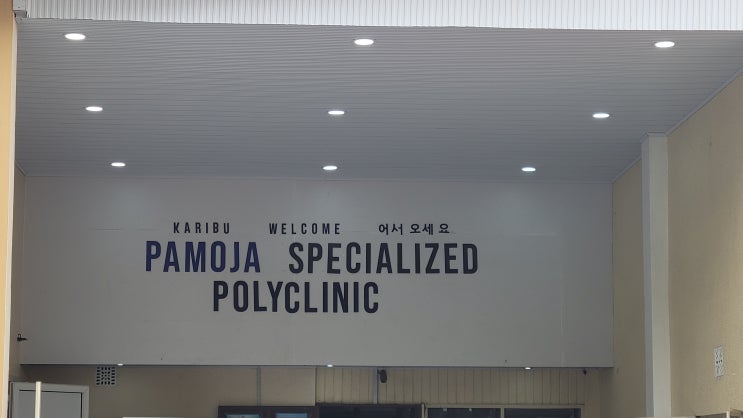 KARIBU WELCOME 어서 오세요
PAMOJA SPECIALIZED
POLYCLINIC